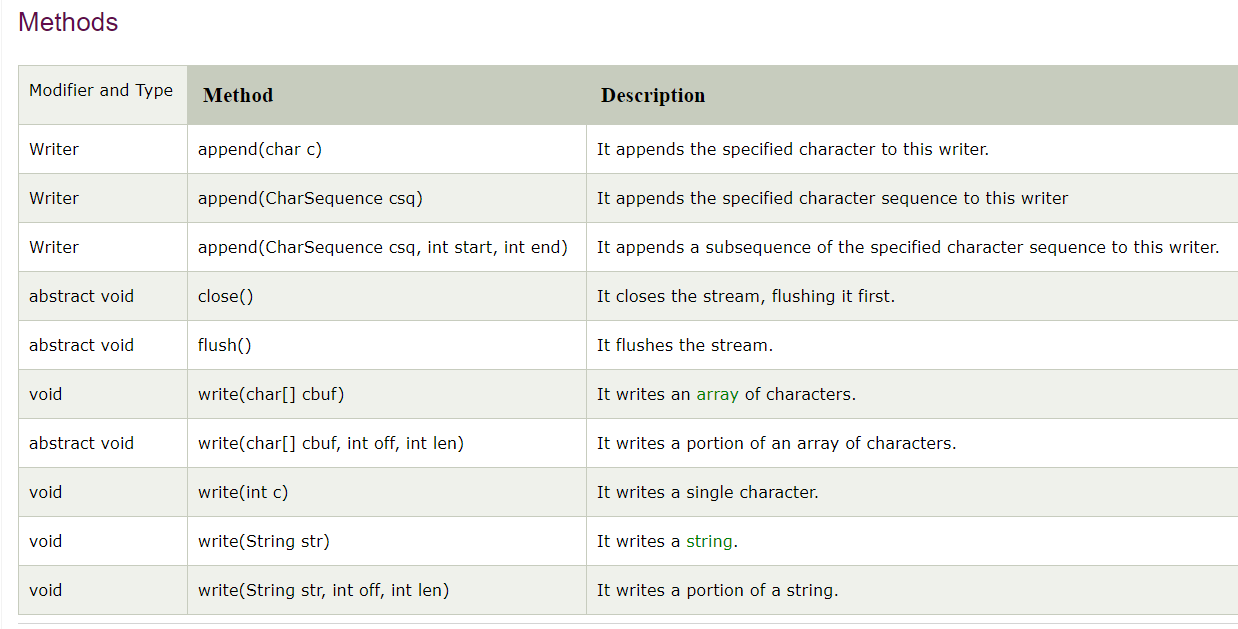 Methods
Modifier and Type Method Description
Writer append(char c) It appends the specified character to this writer.
Writer append(CharSequence csq) It appends the specified character sequence to this writer
Writer append(CharSequence csq, int start, int end) It appends a subsequence of the specified character sequence to this writer.
abstract void close() It closes the stream, flushing it first.
abstract void flush() It flushes the stream.
void write(char[] cbuf) It writes an array of characters.
abstract void write(char[] cbuf, int off, int len) It writes a portion of an array of characters.
void write(int c) It writes a single character.
void write(String str) It writes a string.
void write(String str, int off, int len) It writes a portion of a string.